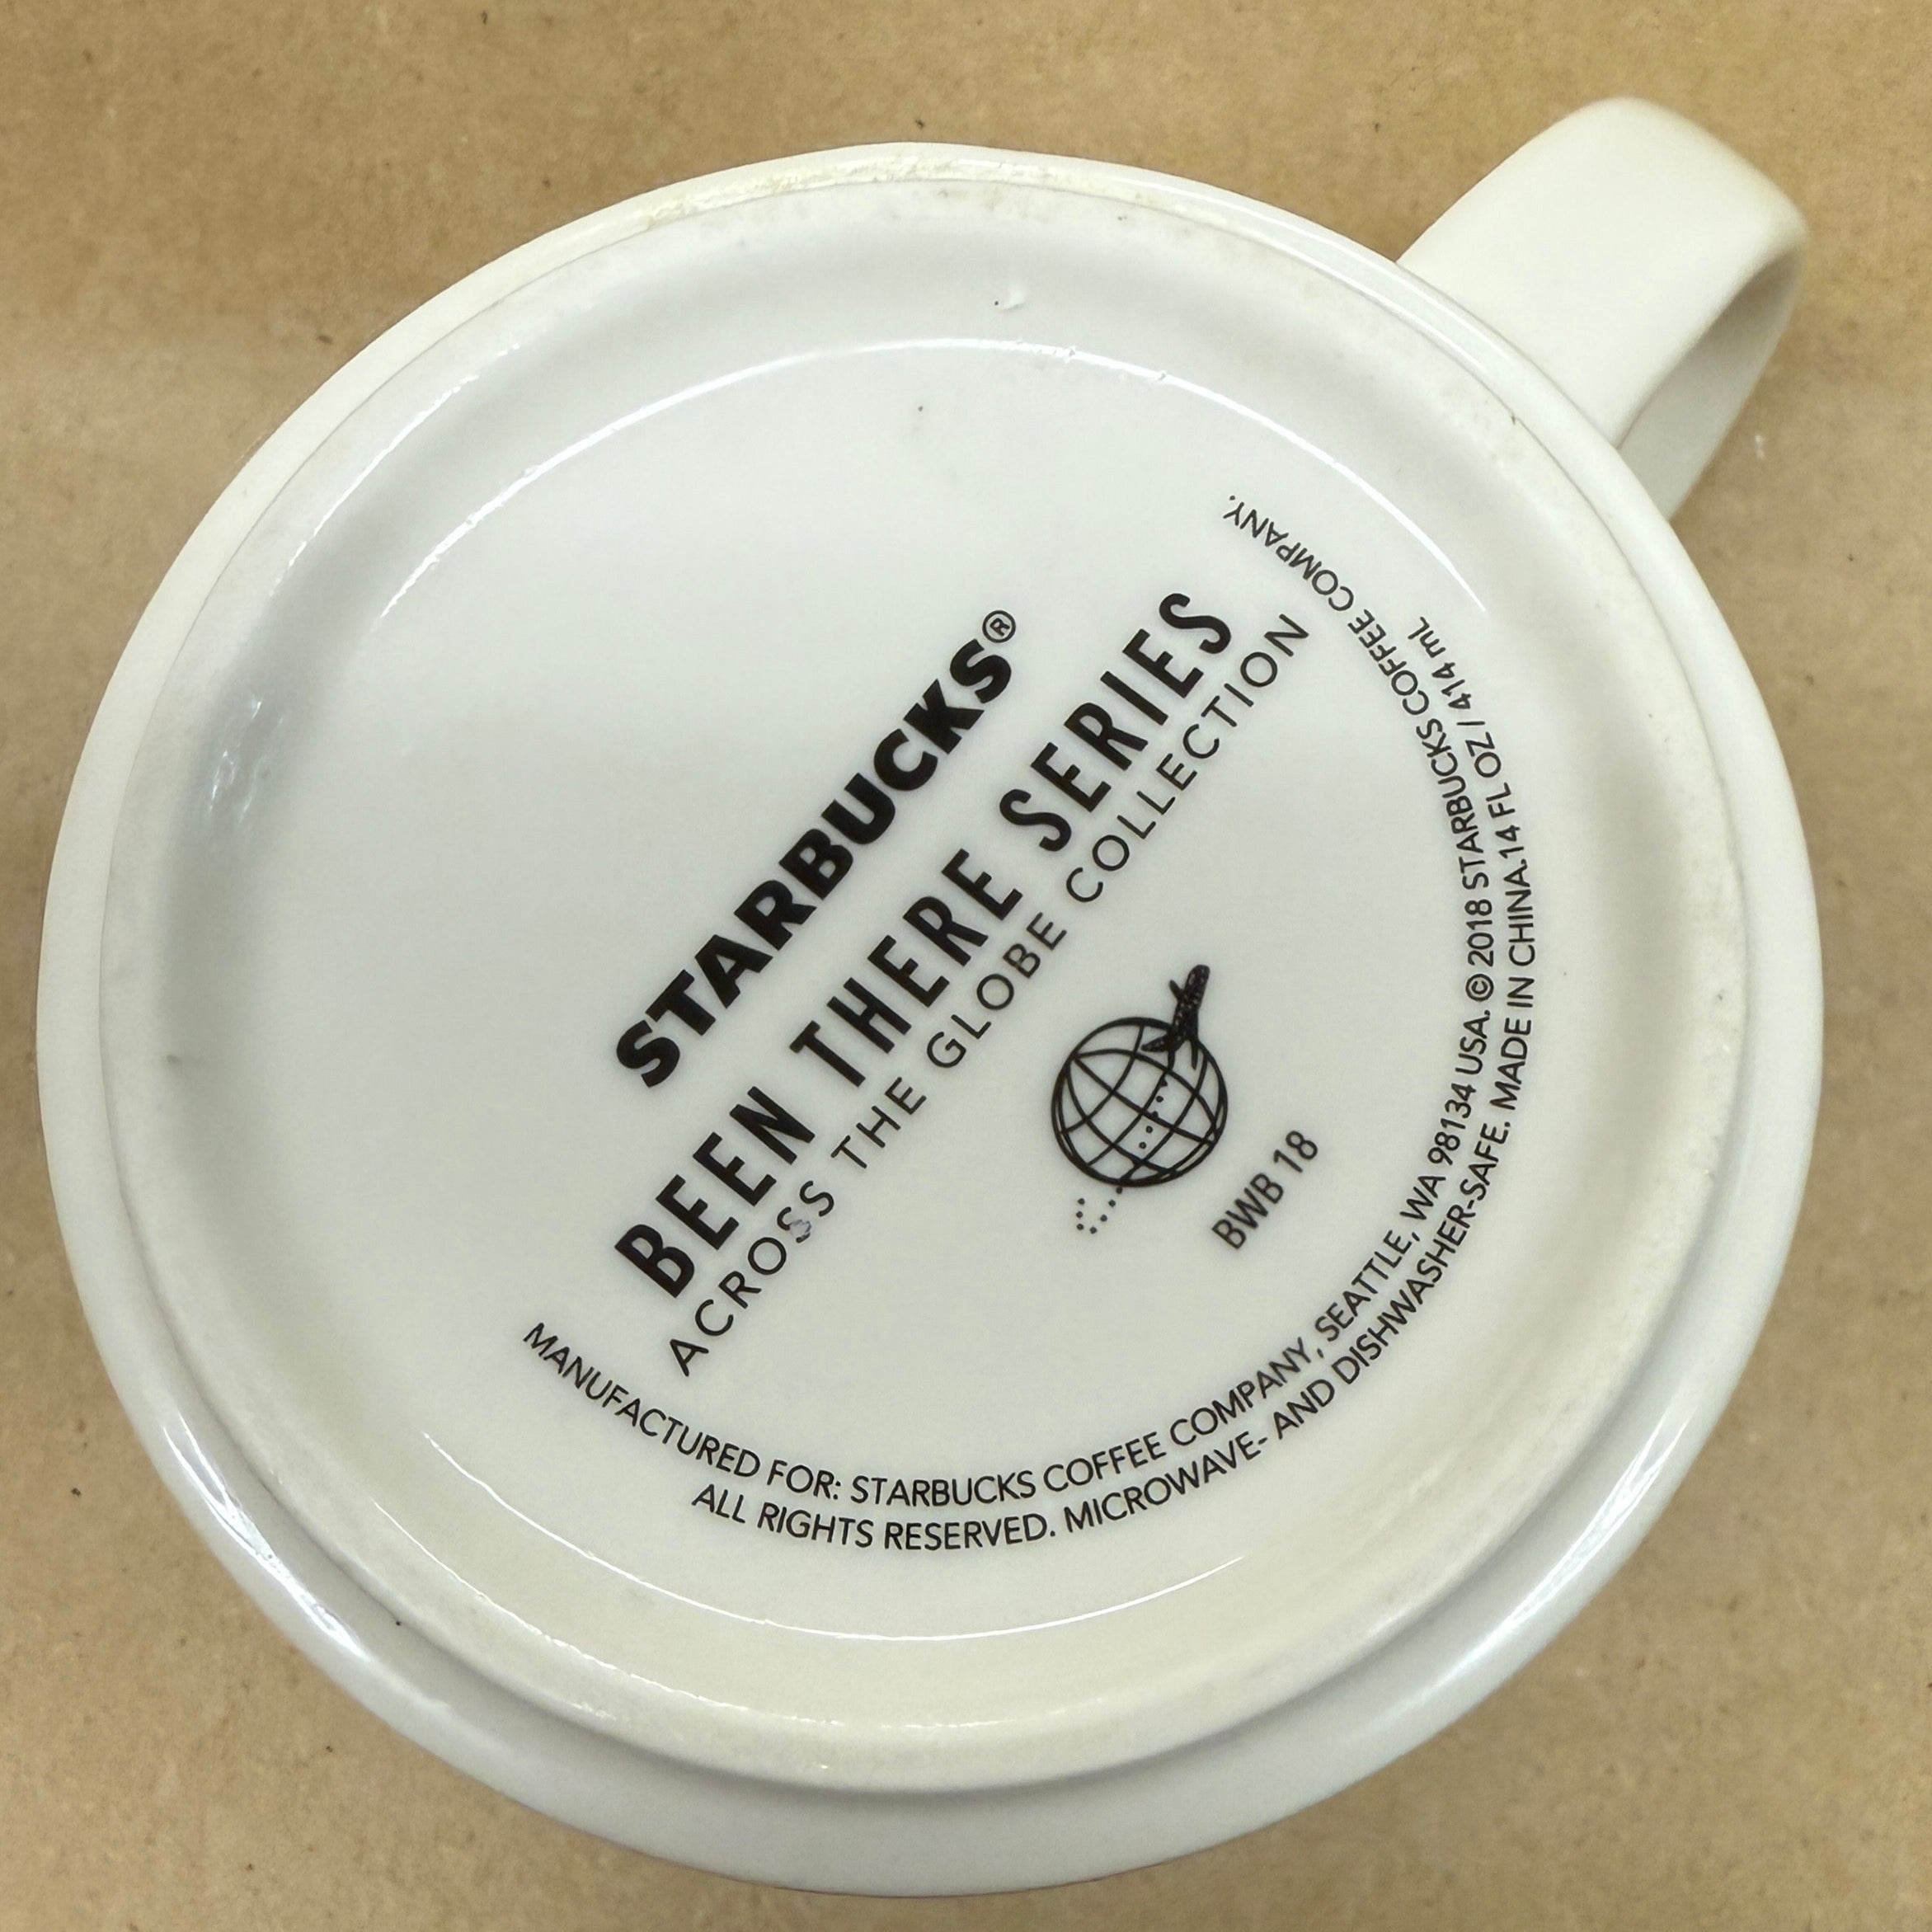 STARBUCKS®
BEEN THERE SERIES
ACROSS THE GLOBE COLLECTION
BWB 18
MANUFACTURED FOR: STARBUCKS COFFEE COMPANY, SEATTLE, WA 98134 USA. ©2018 STARBUCKS COFFEE COMPANY.
ALL RIGHTS RESERVED. MICROWAVE- AND DISHWASHER-SAFE. MADE IN CHINA.14 FL OZ / 414 mL